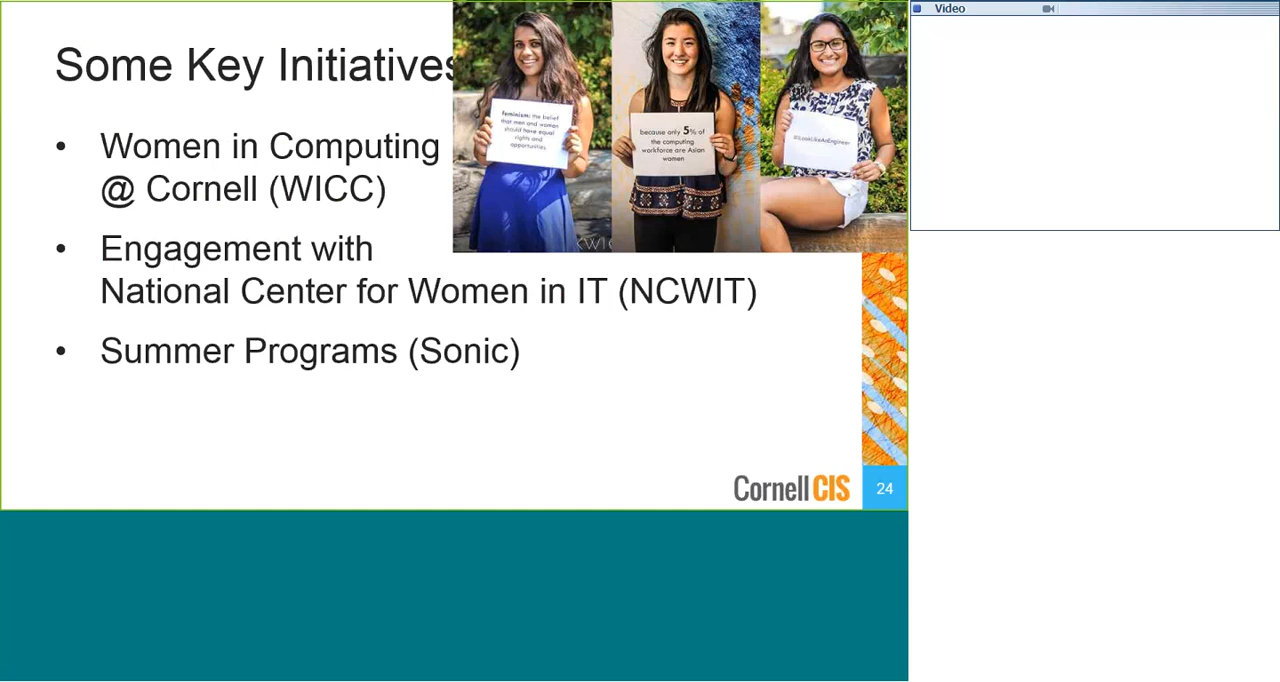 Video
Some Key Initiatives
• Women in Computing
@ Cornell (WICC)
• Engagement with
National Center for Women in IT (NCWIT)
• Summer Programs (Sonic)
feminism: the belief
that men and women
should have equal
rights and
opportunities.
because only 5% of
the computing
workforce are Asian
women
#ILookLikeAnEngineer
Cornell CIS
24